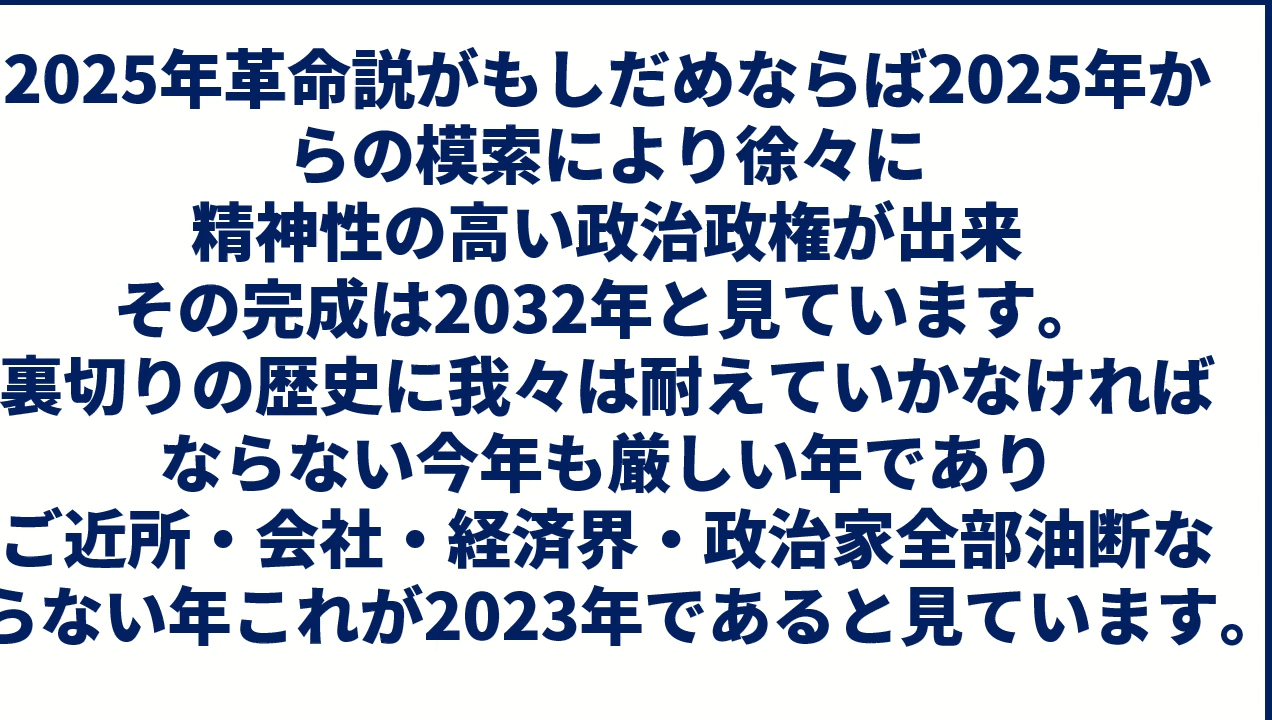 2025年革命説がもしだめならば2025年か
らの模索により徐々に
精神性の高い政治政権が出来
その完成は2032年と見ています。
裏切りの歴史に我々は耐えていかなければ
ならない今年も厳しい年であり
ご近所・会社・経済界・政治家全部油断な
らない年これが2023年であると見ています。